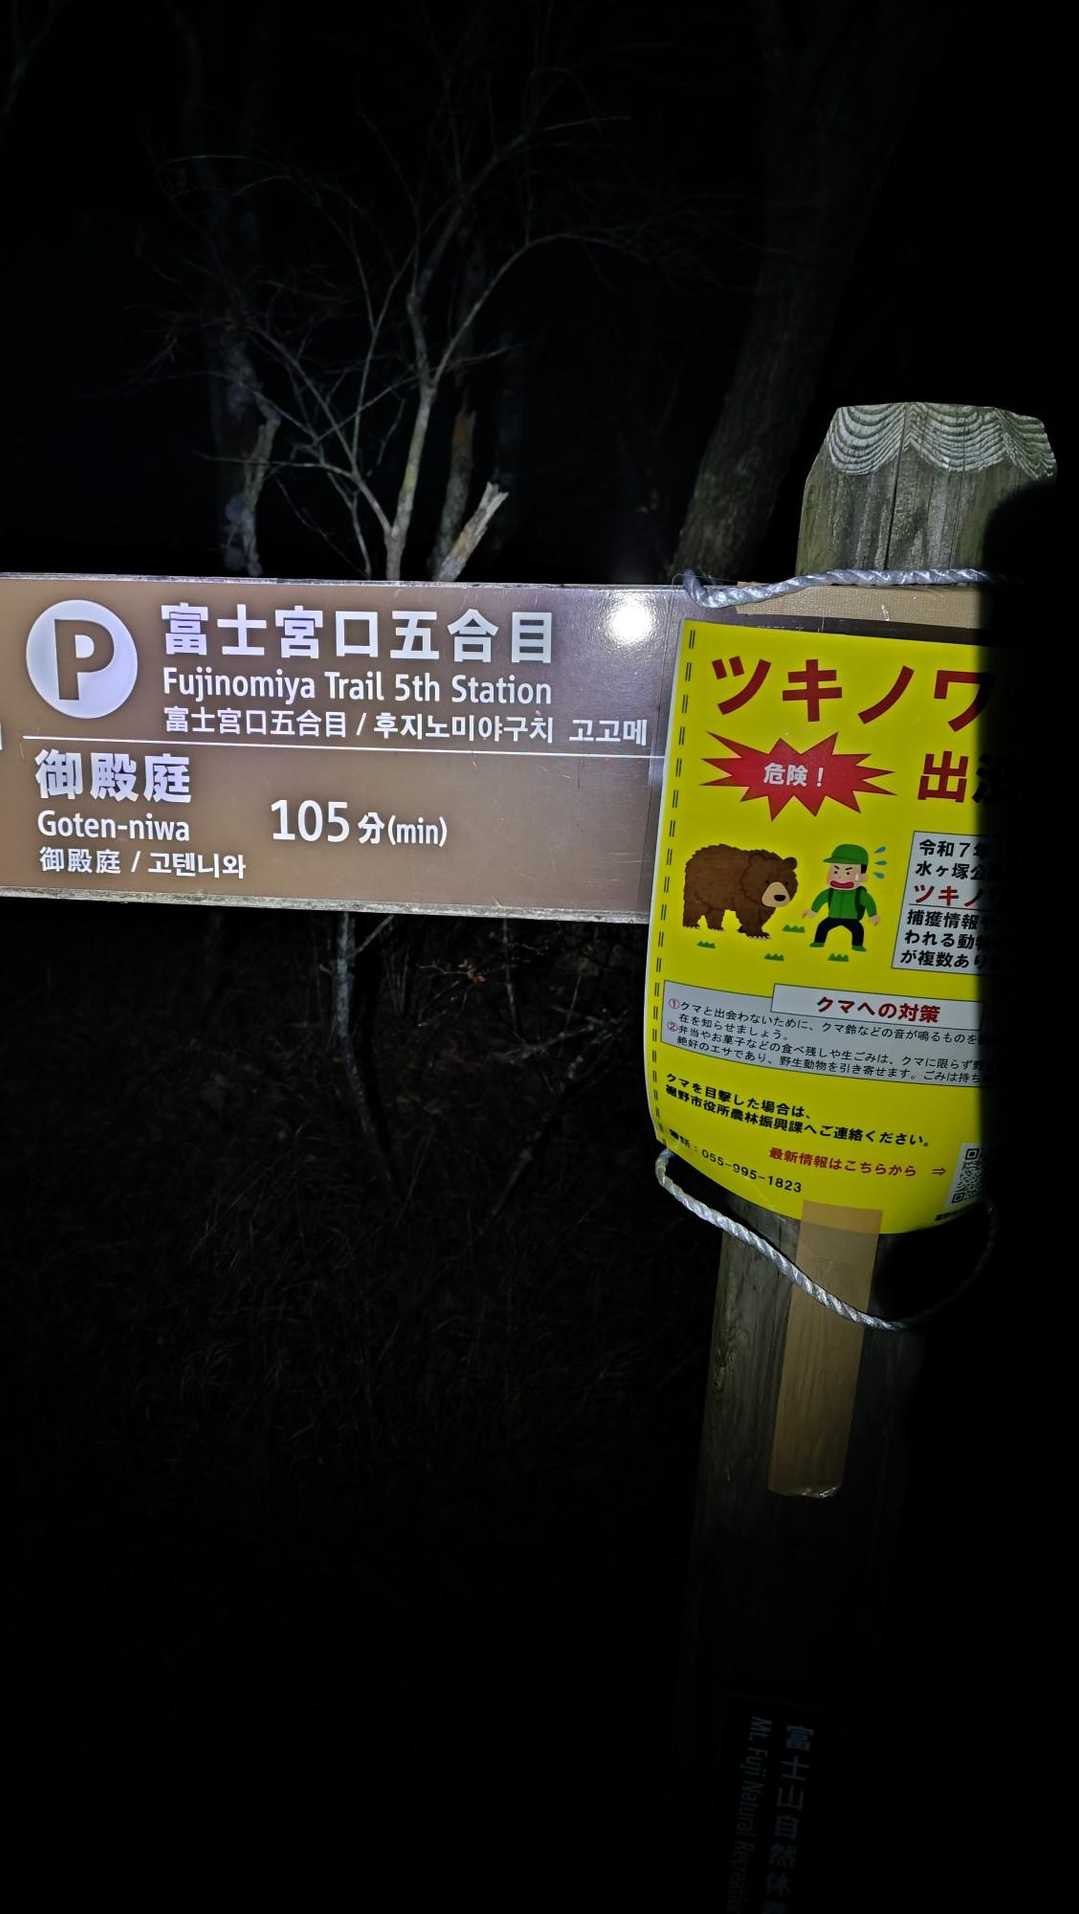 P
富士宮口五合目
Fujinomiya Trail 5th Station
富士宮口五合目 / 후지노미야구치 고고메
御殿庭
Goten-niwa
御殿庭 / 고텐니와
105分(min)
ツキノワ
危険!
出
令和7年
水ヶ塚公
ツキノ
捕獲情報
われる動
が複数あ
クマへの対策
①クマと出会わないために、クマ鈴などの音が鳴るものを
在を知らせましょう。
②弁当やお菓子などの食べ残しや生ごみは、クマに限らず野
絶好のエサであり、野生動物を引き寄せます。ごみは持ち
クマを目撃した場合は、
裾野市役所農林振興課へご連絡ください。
055-995-1823
最新情報はこちらから ⇒
富士山自然休
Mt. Fuji Natural Recreatio